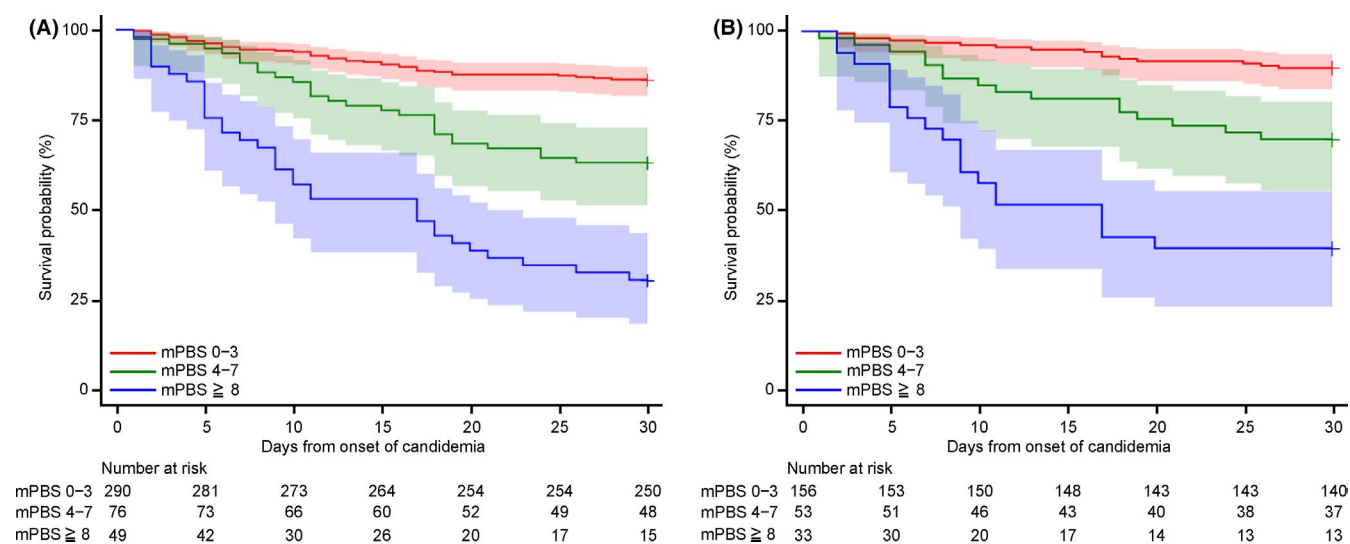 (A)
Survival probability (%)
100
75
50
25
0
mPBS 0−3
mPBS 4−7
mPBS ≧ 8
0 5 10 15 20 25 30
Days from onset of candidemia
Number at risk
mPBS 0−3 290 281 273 264 254 254 250
mPBS 4−7 76 73 66 60 52 49 48
mPBS ≧ 8 49 42 30 26 20 17 15
(B)
Survival probability (%)
100
75
50
25
0
mPBS 0−3
mPBS 4−7
mPBS ≧ 8
0 5 10 15 20 25 30
Days from onset of candidemia
Number at risk
mPBS 0−3 156 153 150 148 143 143 140
mPBS 4−7 53 51 46 43 40 38 37
mPBS ≧ 8 33 30 20 17 14 13 13